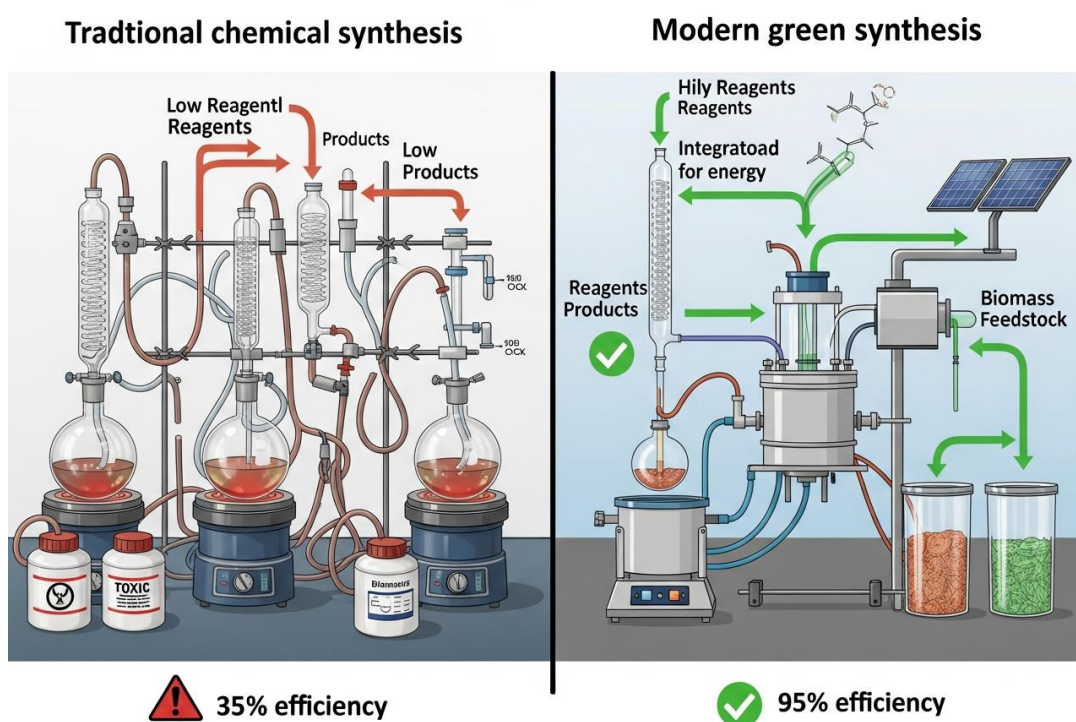 Tradtional chemical synthesis
Modern green synthesis
Low Reagentl
Reagents
Products
Low
Products
TOXIC
Hily Reagents
Reagents
Integratoad
for energy
Reagents
Products
Biomass
Feedstock
35% efficiency
95% efficiency